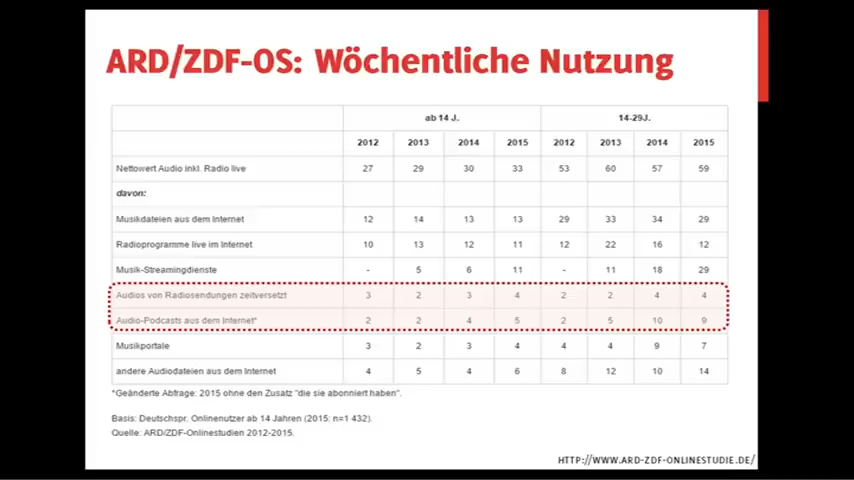 ARD/ZDF-OS: Wöchentliche Nutzung
ab 14 J. 14-29J.
2012 2013 2014 2015 2012 2013 2014 2015
Nettowert Audio inkl. Radio live 27 29 30 33 53 60 57 59
davon:
Musikdateien aus dem Internet 12 14 13 13 29 33 34 29
Radioprogramme live im Internet 10 13 12 11 12 22 16 12
Musik-Streamingdienste - 5 6 11 - 11 18 29
Audios von Radiosendungen zeitversetzt 3 2 3 4 2 2 4 4
Audio-Podcasts aus dem Internet* 2 2 4 5 2 5 10 9
Musikportale 3 2 3 4 4 4 9 7
andere Audiodateien aus dem Internet 4 5 4 6 8 12 10 14
*Geänderte Abfrage: 2015 ohne den Zusatz "die sie abonniert haben".
Basis: Deutschspr. Onlinenutzer ab 14 Jahren (2015: n=1 432).
Quelle: ARD/ZDF-Onlinestudien 2012-2015.
HTTP://WWW.ARD-ZDF-ONLINESTUDIE.DE/